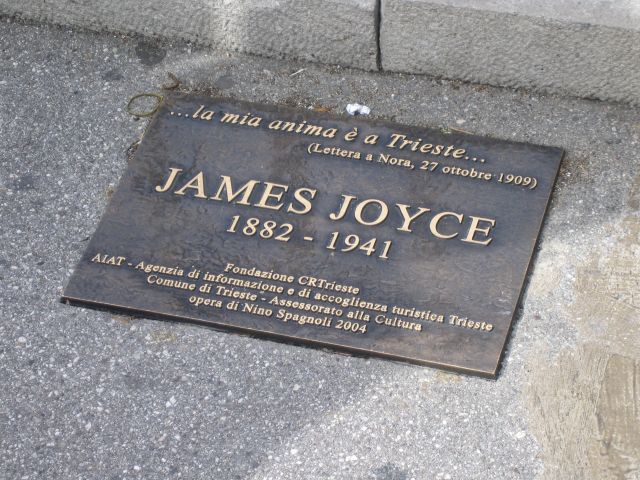 ...la mia anima è a Trieste...
(Lettera a Nora, 27 ottobre 1909)
JAMES JOYCE
1882 - 1941
Fondazione CRTrieste
AIAT - Agenzia di informazione e di accoglienza turistica Trieste
Comune di Trieste - Assessorato alla Cultura
opera di Nino Spagnoli 2004